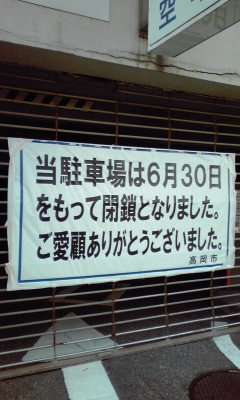 空
当駐車場は6月30日
をもって閉鎖となりました。
ご愛顧ありがとうございました。
高岡市